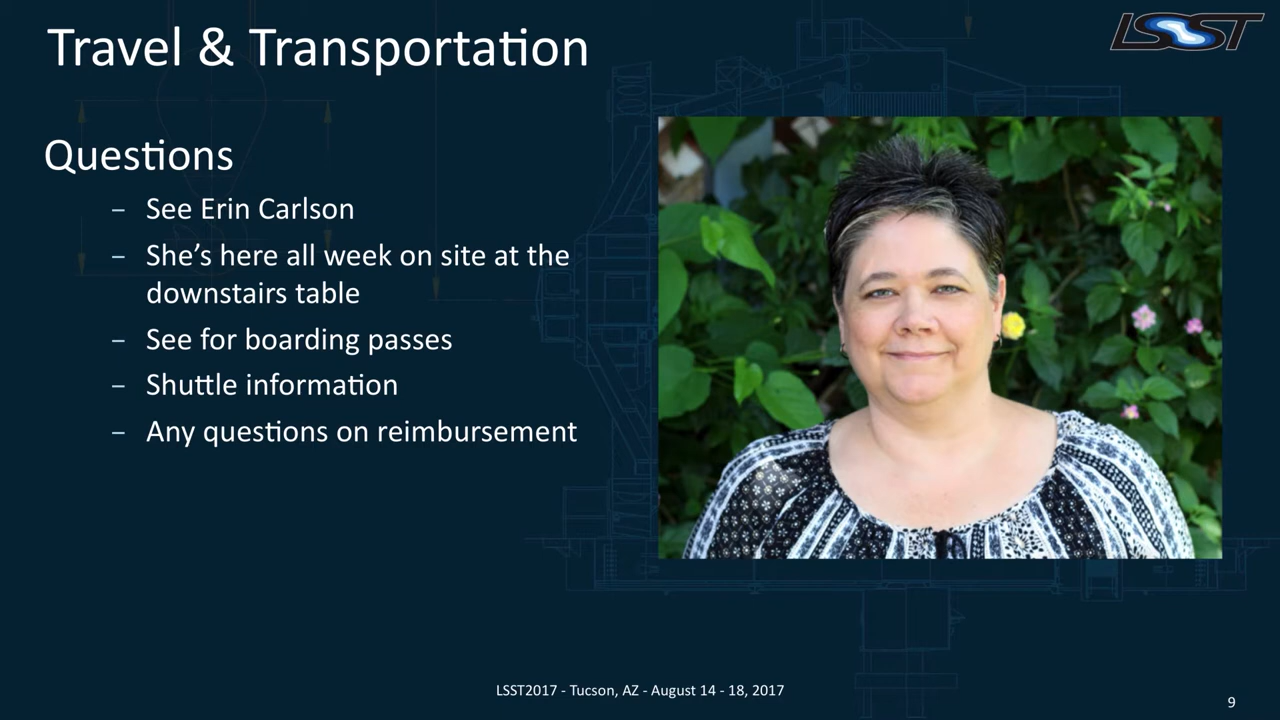 Travel & Transportation
LSST
Questions
– See Erin Carlson
– She’s here all week on site at the
downstairs table
– See for boarding passes
– Shuttle information
– Any questions on reimbursement
LSST2017 - Tucson, AZ - August 14 - 18, 2017
9